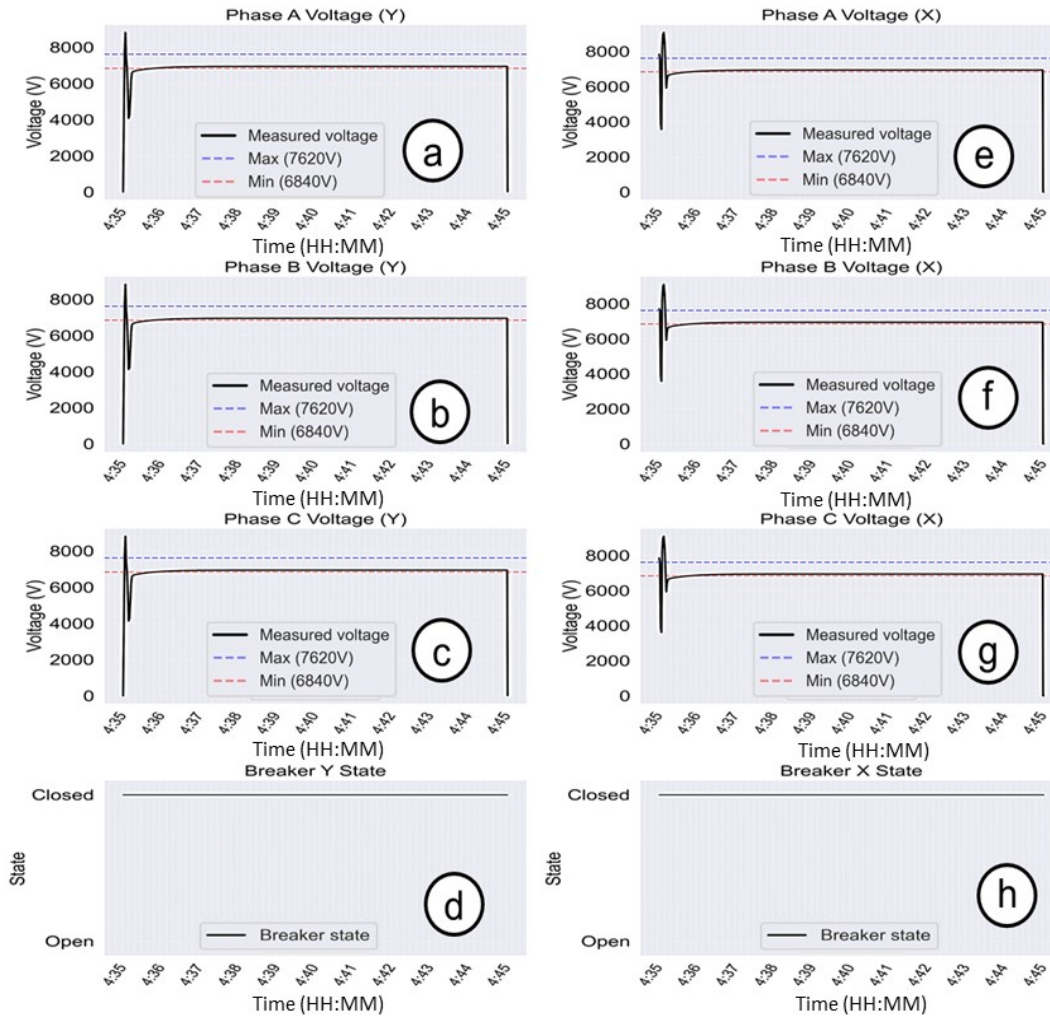 Phase A Voltage (Y)
Voltage (V)
8000
6000
4000
2000
0
Measured voltage
Max (7620V)
Min (6840V)
a
4:35 4:36 4:37 4:38 4:39 4:40 4:41 4:42 4:43 4:44 4:45
Time (HH:MM)
Phase B Voltage (Y)
Voltage (V)
8000
6000
4000
2000
0
Measured voltage
Max (7620V)
Min (6840V)
b
4:35 4:36 4:37 4:38 4:39 4:40 4:41 4:42 4:43 4:44 4:45
Time (HH:MM)
Phase C Voltage (Y)
Voltage (V)
8000
6000
4000
2000
0
Measured voltage
Max (7620V)
Min (6840V)
c
4:35 4:36 4:37 4:38 4:39 4:40 4:41 4:42 4:43 4:44 4:45
Time (HH:MM)
Breaker Y State
State
Closed
Open
Breaker state
d
4:35 4:36 4:37 4:38 4:39 4:40 4:41 4:42 4:43 4:44 4:45
Time (HH:MM)
Phase A Voltage (X)
Voltage (V)
8000
6000
4000
2000
0
Measured voltage
Max (7620V)
Min (6840V)
e
4:35 4:36 4:37 4:38 4:39 4:40 4:41 4:42 4:43 4:44 4:45
Time (HH:MM)
Phase B Voltage (X)
Voltage (V)
8000
6000
4000
2000
0
Measured voltage
Max (7620V)
Min (6840V)
f
4:35 4:36 4:37 4:38 4:39 4:40 4:41 4:42 4:43 4:44 4:45
Time (HH:MM)
Phase C Voltage (X)
Voltage (V)
8000
6000
4000
2000
0
Measured voltage
Max (7620V)
Min (6840V)
g
4:35 4:36 4:37 4:38 4:39 4:40 4:41 4:42 4:43 4:44 4:45
Time (HH:MM)
Breaker X State
State
Closed
Open
Breaker state
h
4:35 4:36 4:37 4:38 4:39 4:40 4:41 4:42 4:43 4:44 4:45
Time (HH:MM)